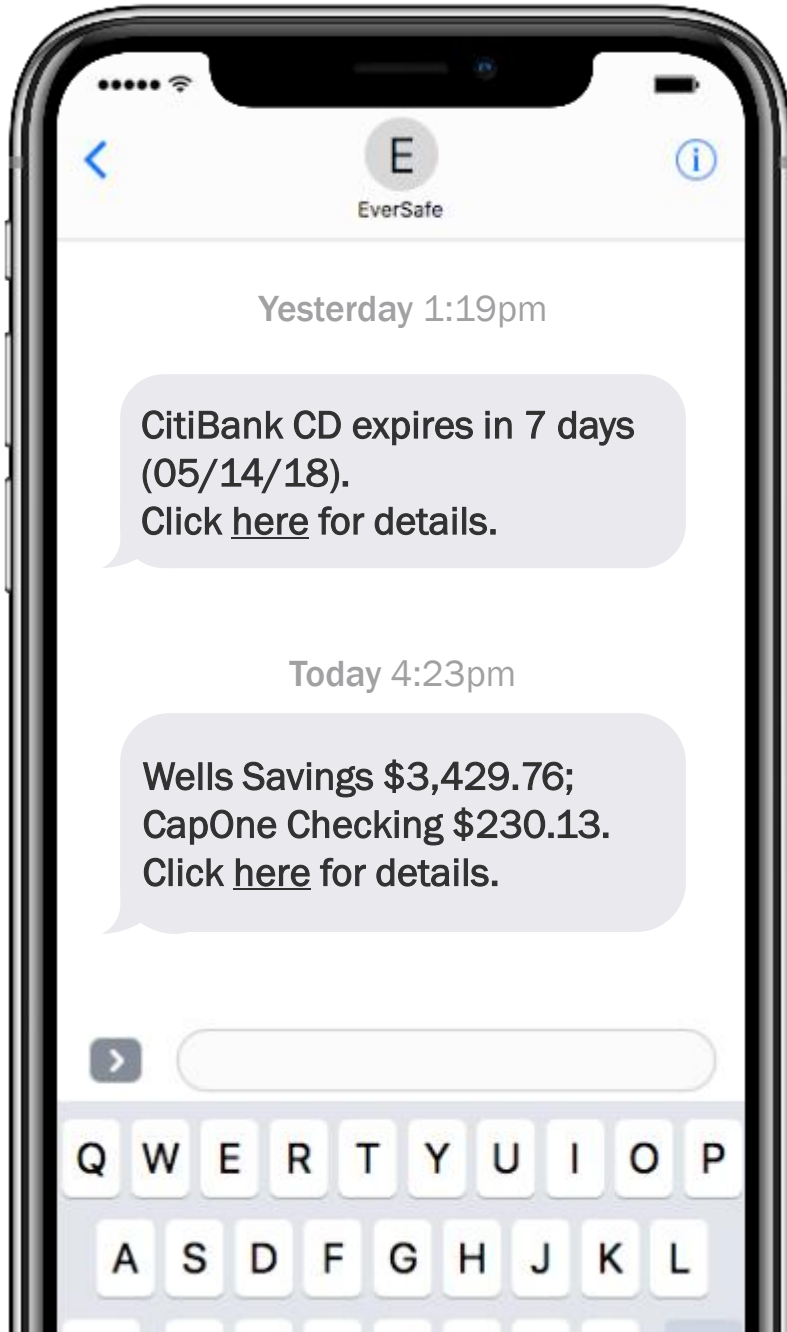 E
EverSafe
Yesterday 1:19pm
CitiBank CD expires in 7 days
(05/14/18).
Click here for details.
Today 4:23pm
Wells Savings $3,429.76;
CapOne Checking $230.13.
Click here for details.
Q W E R T Y U I O P
A S D F G H J K L